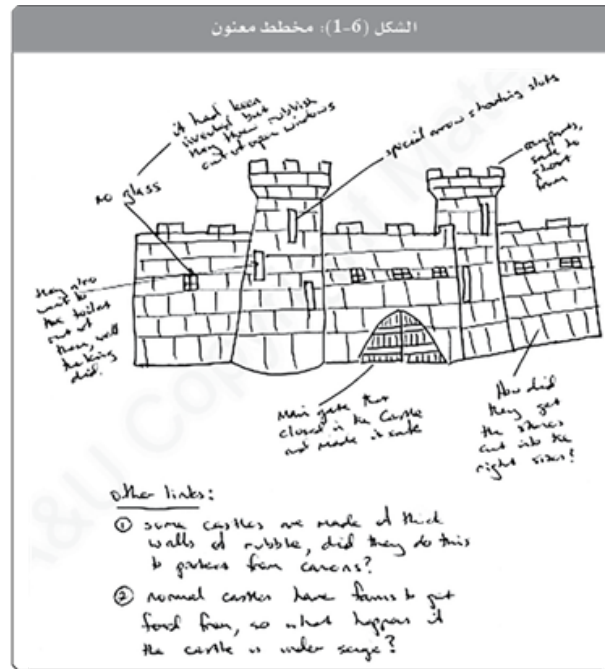 الشكل (6-1): مخطط معنون
it had been
invented but
they threw rubbish
out of open windows
no glass
special arrow shooting slots
safe to
shoot
from
they also
went to
the toilet
out of
them, well
the king
did.
Main gate that
closed in the castle
and made it safe
How did
they get
the stones
cut into the
right sizes?
other links:
① some castles are made of thick
walls of rubble, did they do this
to protect from canons?
② normal castles have farms to get
food from, so what happens if
the castle is under seige?